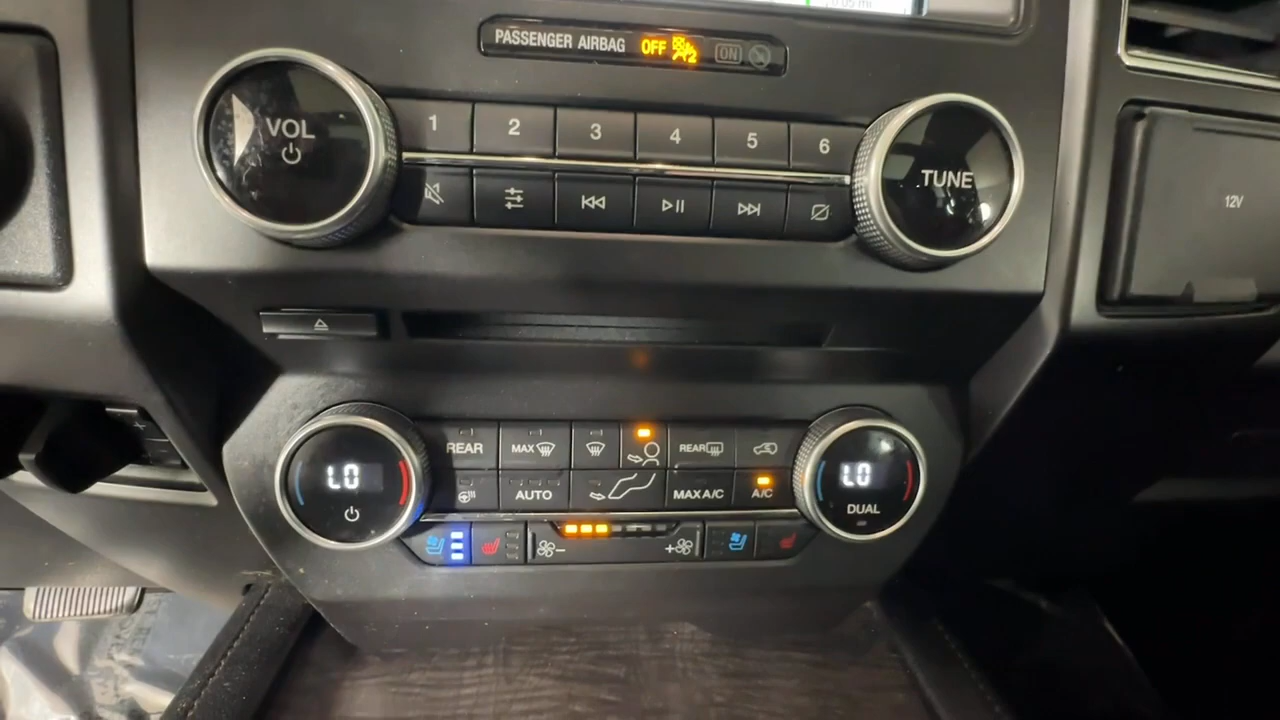 PASSENGER AIRBAG OFF 2 ON
VOL
1 2 3 4 5 6
TUNE
12V
REAR MAX REAR
LO
AUTO MAX A/C A/C
LO
DUAL
- +